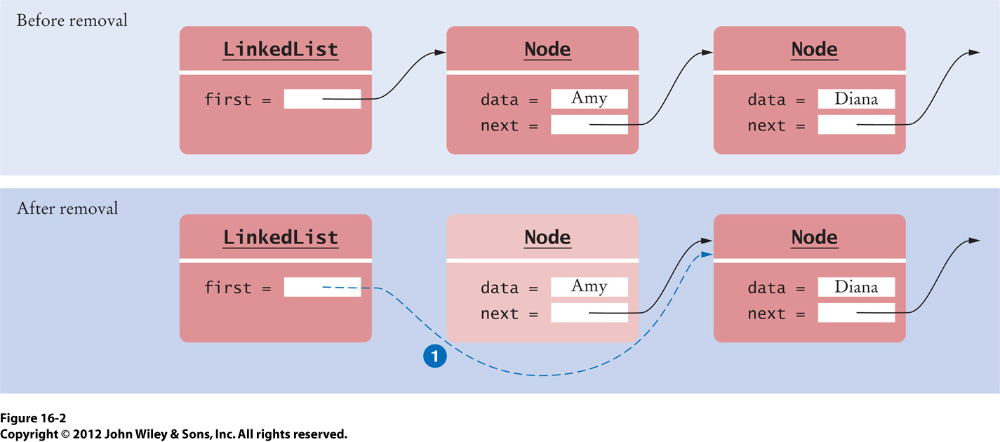 Before removal
LinkedList Node Node
first = data = Amy data = Diana
next = next =
After removal
LinkedList Node Node
first = data = Amy data = Diana
next = next =
1
Figure 16-2
Copyright © 2012 John Wiley & Sons, Inc. All rights reserved.